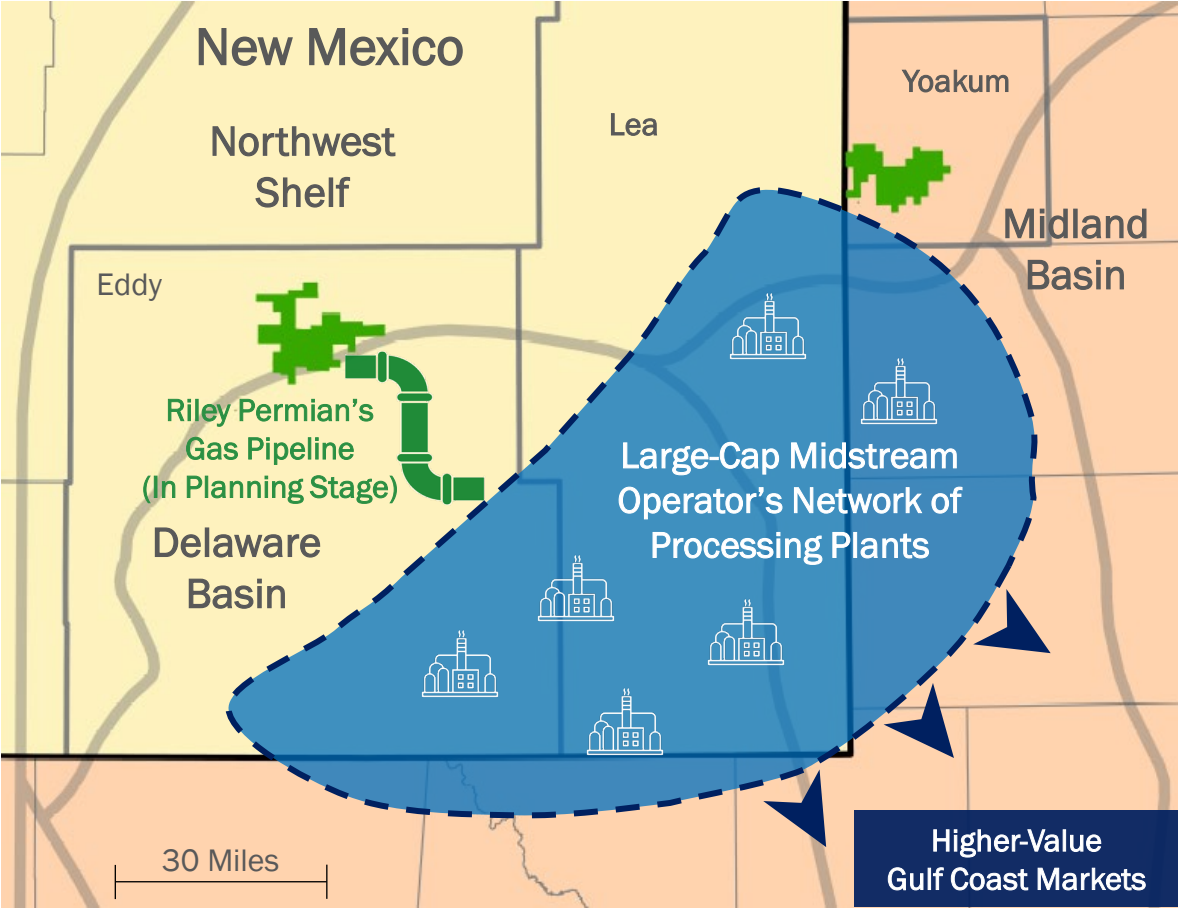 New Mexico
Northwest
Shelf
Lea
Yoakum
Midland
Basin
Eddy
Riley Permian's
Gas Pipeline
(In Planning Stage)
Delaware
Basin
Large-Cap Midstream
Operator's Network of
Processing Plants
30 Miles
Higher-Value
Gulf Coast Markets